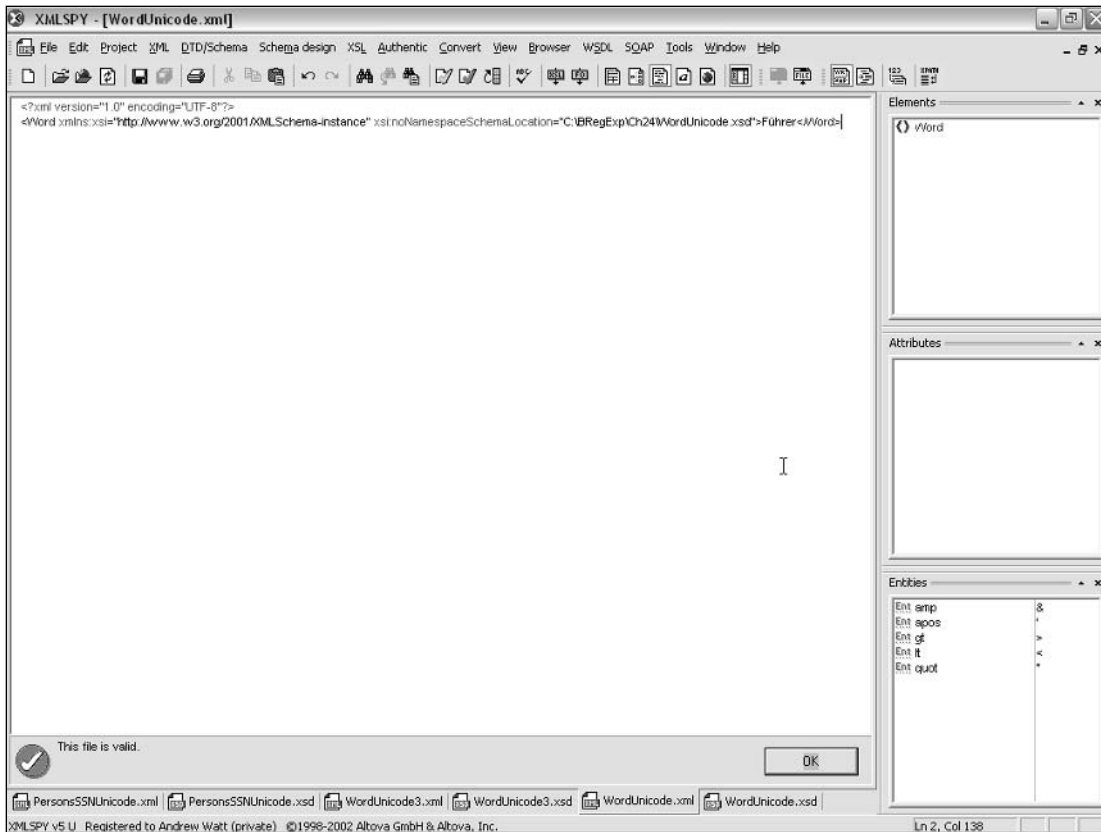 XMLSPY - [WordUnicode.xml]
File Edit Project XML DTD/Schema Schema design XSL Authentic Convert View Browser WSDL SOAP Tools Window Help
<?xml version="1.0" encoding="UTF-8"?>
<Word xmlns:xsi="http://www.w3.org/2001/XMLSchema-instance" xsi:noNamespaceSchemaLocation="C:\BRegExp\Ch24\WordUnicode.xsd">Führer</Word>
Elements
Word
Attributes
Entities
Ent amp &
Ent apos '
Ent gt >
Ent lt <
Ent quot "
This file is valid.
OK
PersonsSSNUnicode.xml PersonsSSNUnicode.xsd WordUnicode3.xml WordUnicode3.xsd WordUnicode.xml WordUnicode.xsd
XMLSPY v5 U Registered to Andrew Watt (private) ©1998-2002 Altova GmbH & Altova, Inc. Ln 2, Col 138